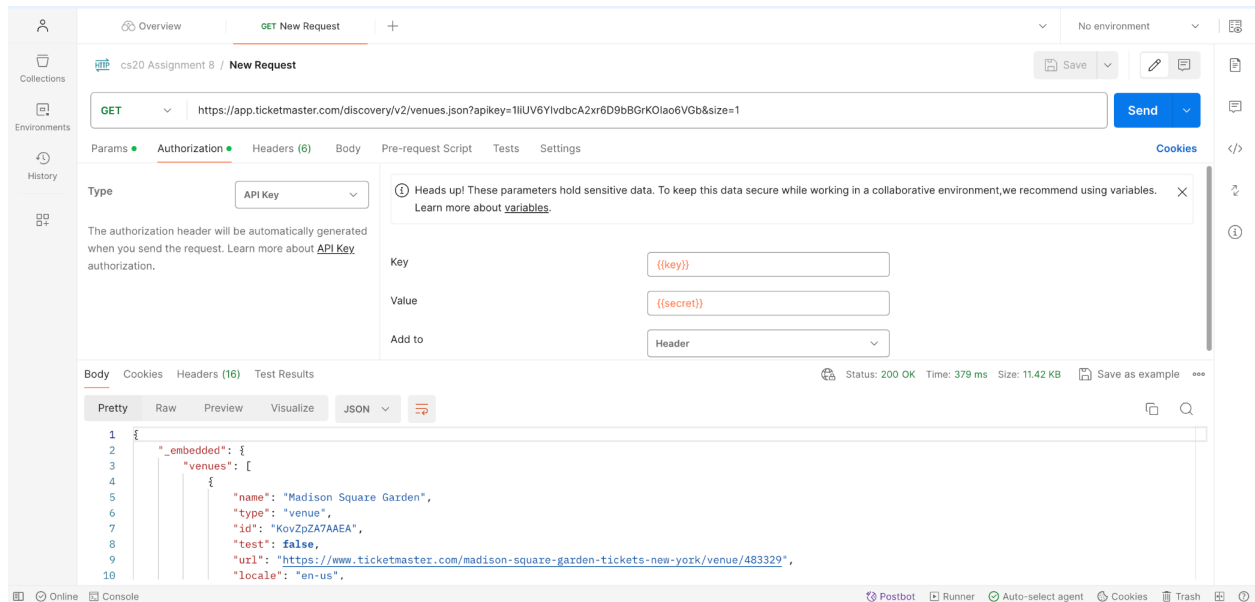 Overview
GET New Request
No environment
Collections
HTTP cs20 Assignment 8 / New Request
Save
Environments
GET
https://app.ticketmaster.com/discovery/v2/venues.json?apikey=1IiUV6YIvdbcA2xr6D9bBGrKOIao6VGb&size=1
Send
Params
Authorization
Headers (6)
Body
Pre-request Script
Tests
Settings
Cookies
History
Type
API Key
The authorization header will be automatically generated
when you send the request. Learn more about API Key
authorization.
Heads up! These parameters hold sensitive data. To keep this data secure while working in a collaborative environment,we recommend using variables.
Learn more about variables.
Key
{{key}}
Value
{{secret}}
Add to
Header
Body Cookies Headers (16) Test Results
Status: 200 OK Time: 379 ms Size: 11.42 KB
Save as example
Pretty Raw Preview Visualize JSON
1 {
2 "_embedded": {
3 "venues": [
4 {
5 "name": "Madison Square Garden",
6 "type": "venue",
7 "id": "KovZpZA7AAEA",
8 "test": false,
9 "url": "https://www.ticketmaster.com/madison-square-garden-tickets-new-york/venue/483329",
10 "locale": "en-us",
Online Console
Postbot Runner Auto-select agent Cookies Trash